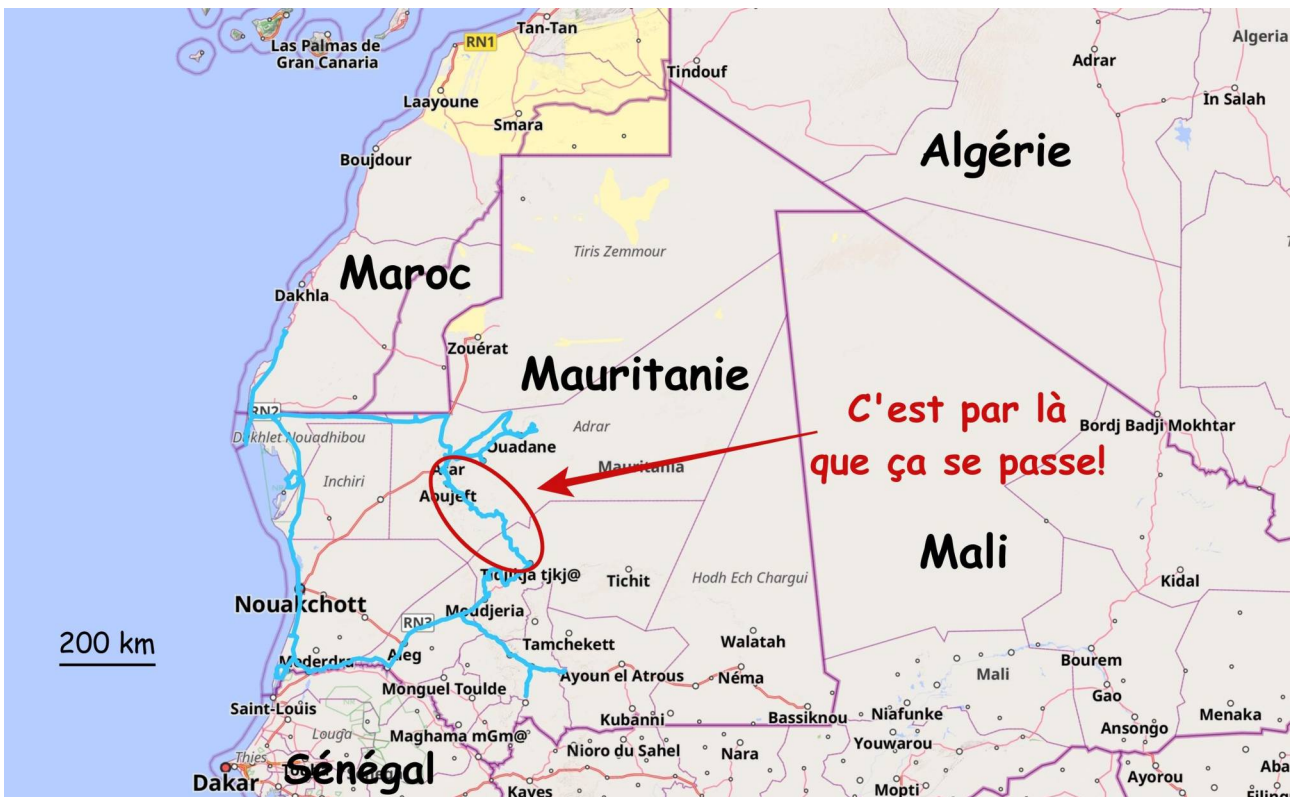 Tan-Tan
RN1
Las Palmas de
Gran Canaria
Algeria
Adrar
Tindouf
In Salah
Laayoune
Smara
Algérie
Boujdour
Tiris Zemmour
Maroc
Dakhla
Zouérat
Mauritanie
C'est par là
que ça se passe!
RN2
Dakhlet Nouadhibou
Adrar
Bordj Badji Mokhtar
Ouadane
Atar
Mauritania
Inchiri
Aoujeft
Mali
Tidjikja tjkj@
Tichit
Hodh Ech Chargui
Kidal
Nouakchott
Moudjeria
RN3
200 km
Tamchekett
Walatah
Mederdra
Aleg
Bourem
Mali
Ayoun el Atrous
Néma
Monguel Toulde
Gao
Saint-Louis
Kubanni
Bassiknou
Niafunke
Menaka
Ansongo
Louga
Maghama mGm@
Nioro du Sahel
Nara
Youwarou
Thies
Sénégal
Dakar
Kayes
Mopti
Ayorou
Aba
Filing